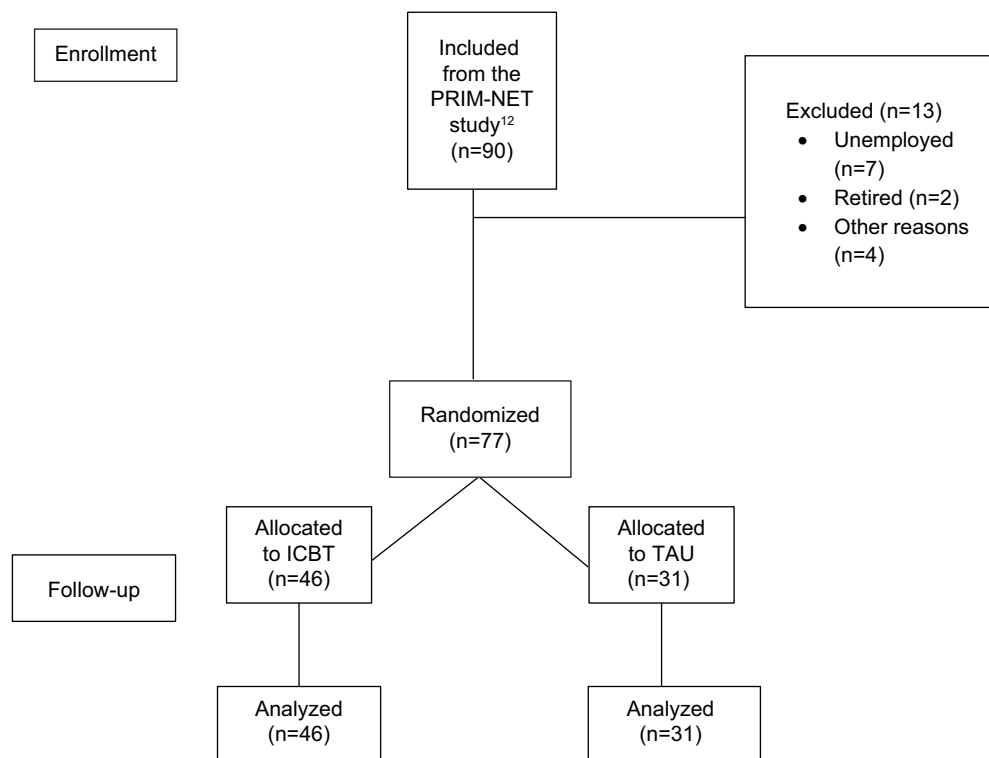 Enrollment
Included
from the
PRIM-NET
study12
(n=90)
Excluded (n=13)
• Unemployed
(n=7)
• Retired (n=2)
• Other reasons
(n=4)
Randomized
(n=77)
Allocated
to ICBT
(n=46)
Allocated
to TAU
(n=31)
Follow-up
Analyzed
(n=46)
Analyzed
(n=31)